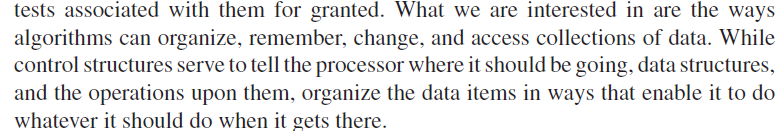 tests associated with them for granted. What we are interested in are the ways
algorithms can organize, remember, change, and access collections of data. While
control structures serve to tell the processor where it should be going, data structures,
and the operations upon them, organize the data items in ways that enable it to do
whatever it should do when it gets there.